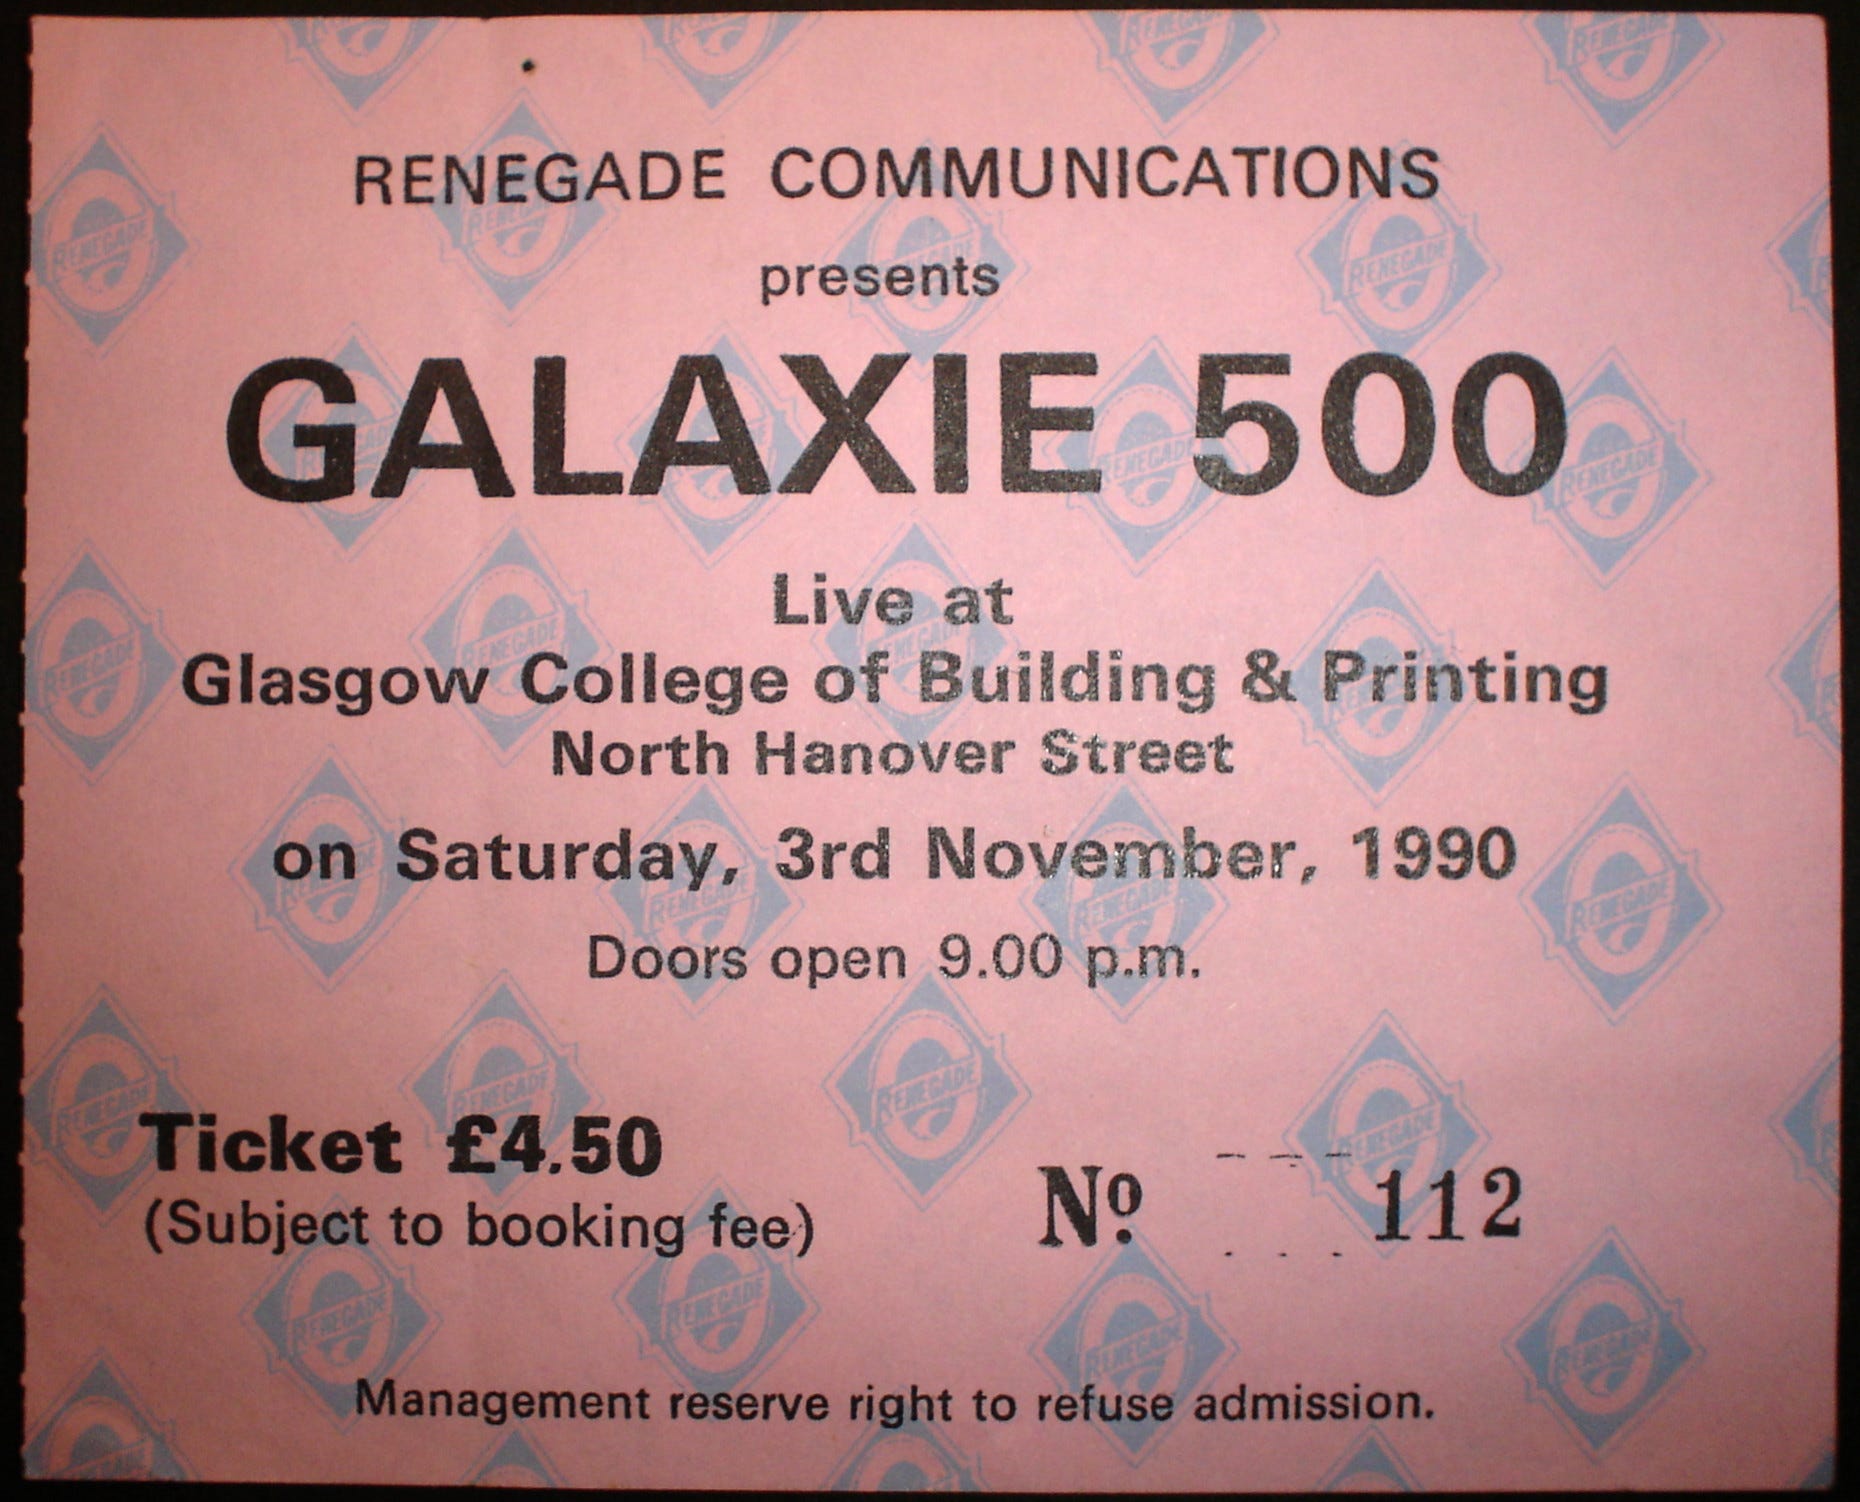 RENEGADE COMMUNICATIONS
presents
GALAXIE 500
Live at
Glasgow College of Building & Printing
North Hanover Street
on Saturday, 3rd November, 1990
Doors open 9.00 p.m.
Ticket £4.50
(Subject to booking fee)
Nº 112
Management reserve right to refuse admission.